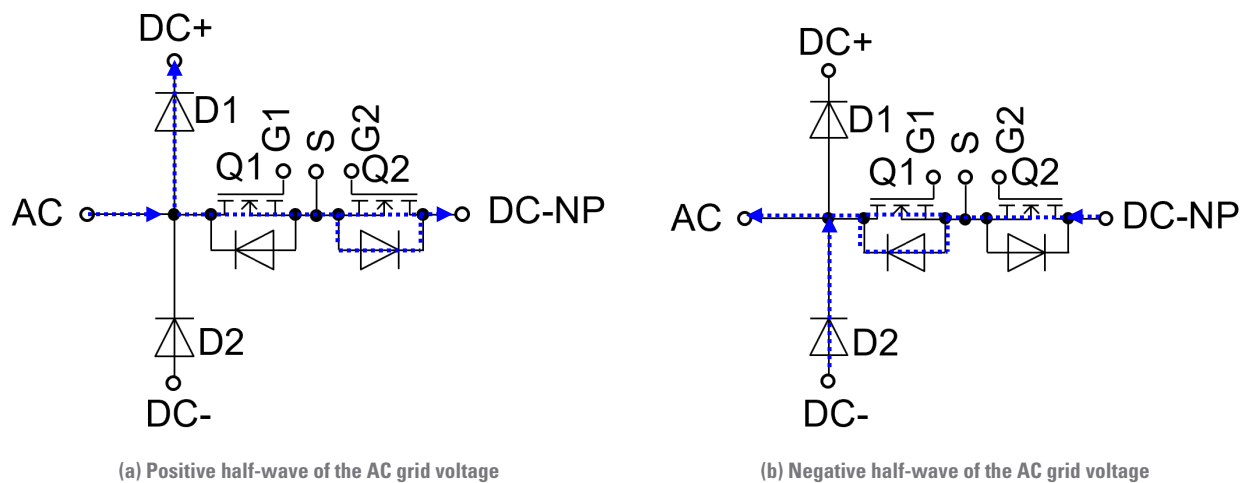 DC+
D1
G1
S
G2
Q1
Q2
AC
DC-NP
D2
DC-
(a) Positive half-wave of the AC grid voltage
DC+
D1
G1
S
G2
Q1
Q2
AC
DC-NP
D2
DC-
(b) Negative half-wave of the AC grid voltage